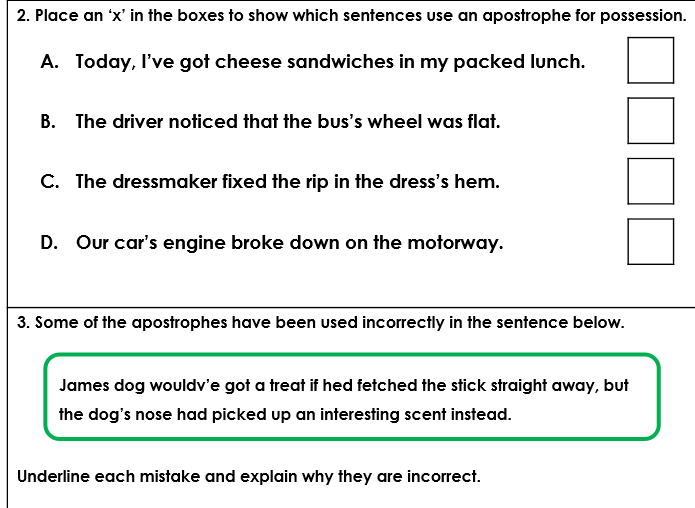 2. Place an ‘x’ in the boxes to show which sentences use an apostrophe for possession.
A. Today, I’ve got cheese sandwiches in my packed lunch.
B. The driver noticed that the bus’s wheel was flat.
C. The dressmaker fixed the rip in the dress’s hem.
D. Our car’s engine broke down on the motorway.
3. Some of the apostrophes have been used incorrectly in the sentence below.
James dog wouldv’e got a treat if hed fetched the stick straight away, but
the dog’s nose had picked up an interesting scent instead.
Underline each mistake and explain why they are incorrect.